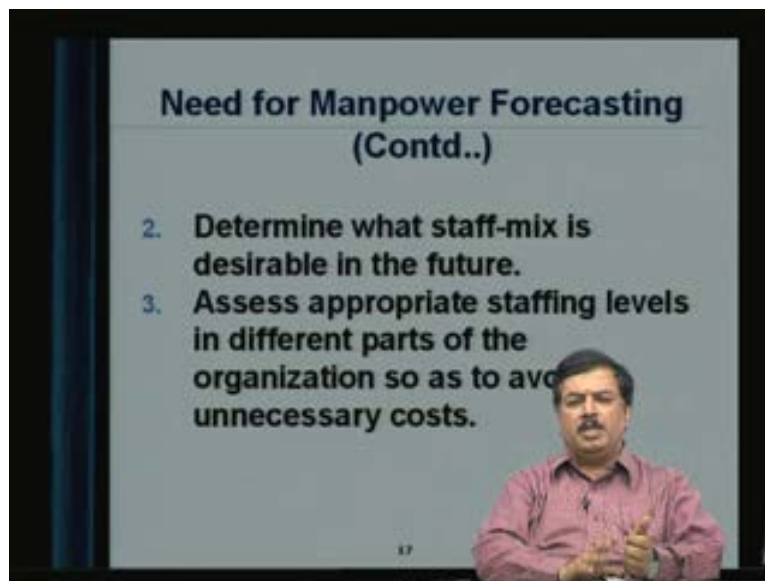 Need for Manpower Forecasting
(Contd..)
2. Determine what staff-mix is
desirable in the future.
3. Assess appropriate staffing levels
in different parts of the
organization so as to
unnecessary costs.
17